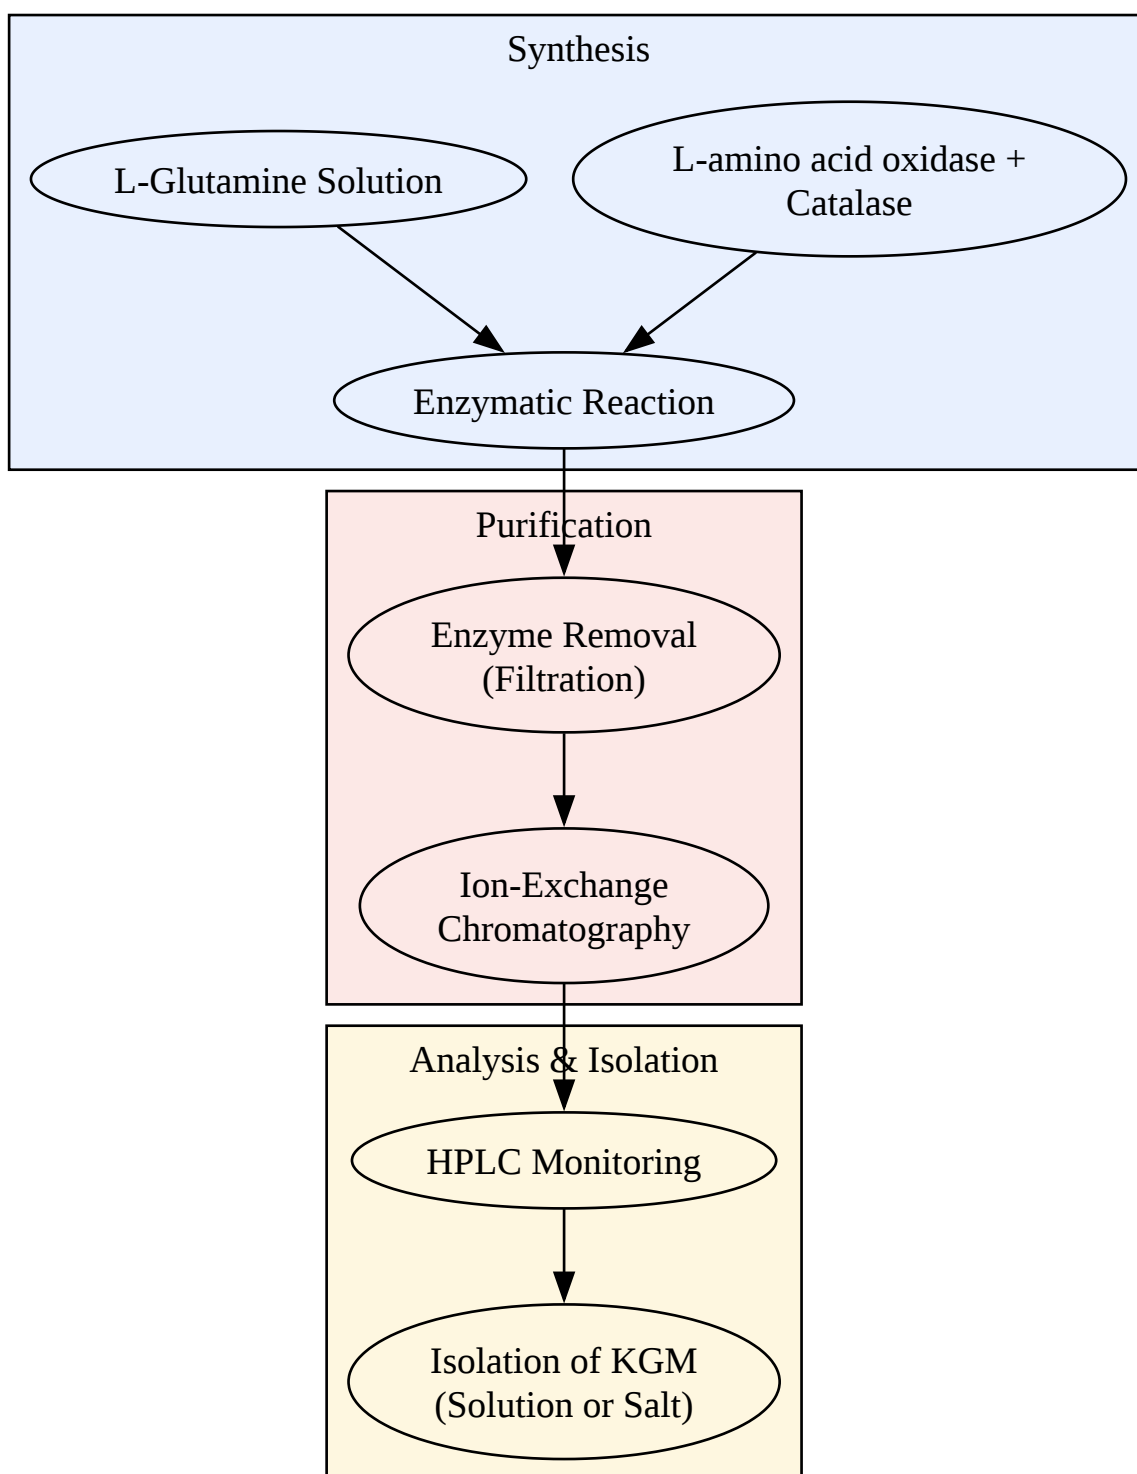 Synthesis
L-Glutamine Solution
L-amino acid oxidase +
Catalase
Enzymatic Reaction
Purification
Enzyme Removal
(Filtration)
Ion-Exchange
Chromatography
Analysis & Isolation
HPLC Monitoring
Isolation of KGM
(Solution or Salt)